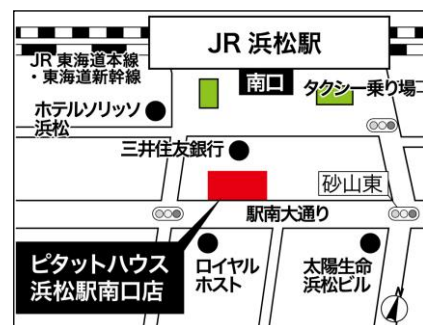 JR 浜松駅
JR 東海道本線
・東海道新幹線
南口
タクシー乗り場
ホテルソリッソ
浜松
三井住友銀行
砂山東
駅南大通り
ピタットハウス
浜松駅南口店
ロイヤル
ホスト
太陽生命
浜松ビル
N